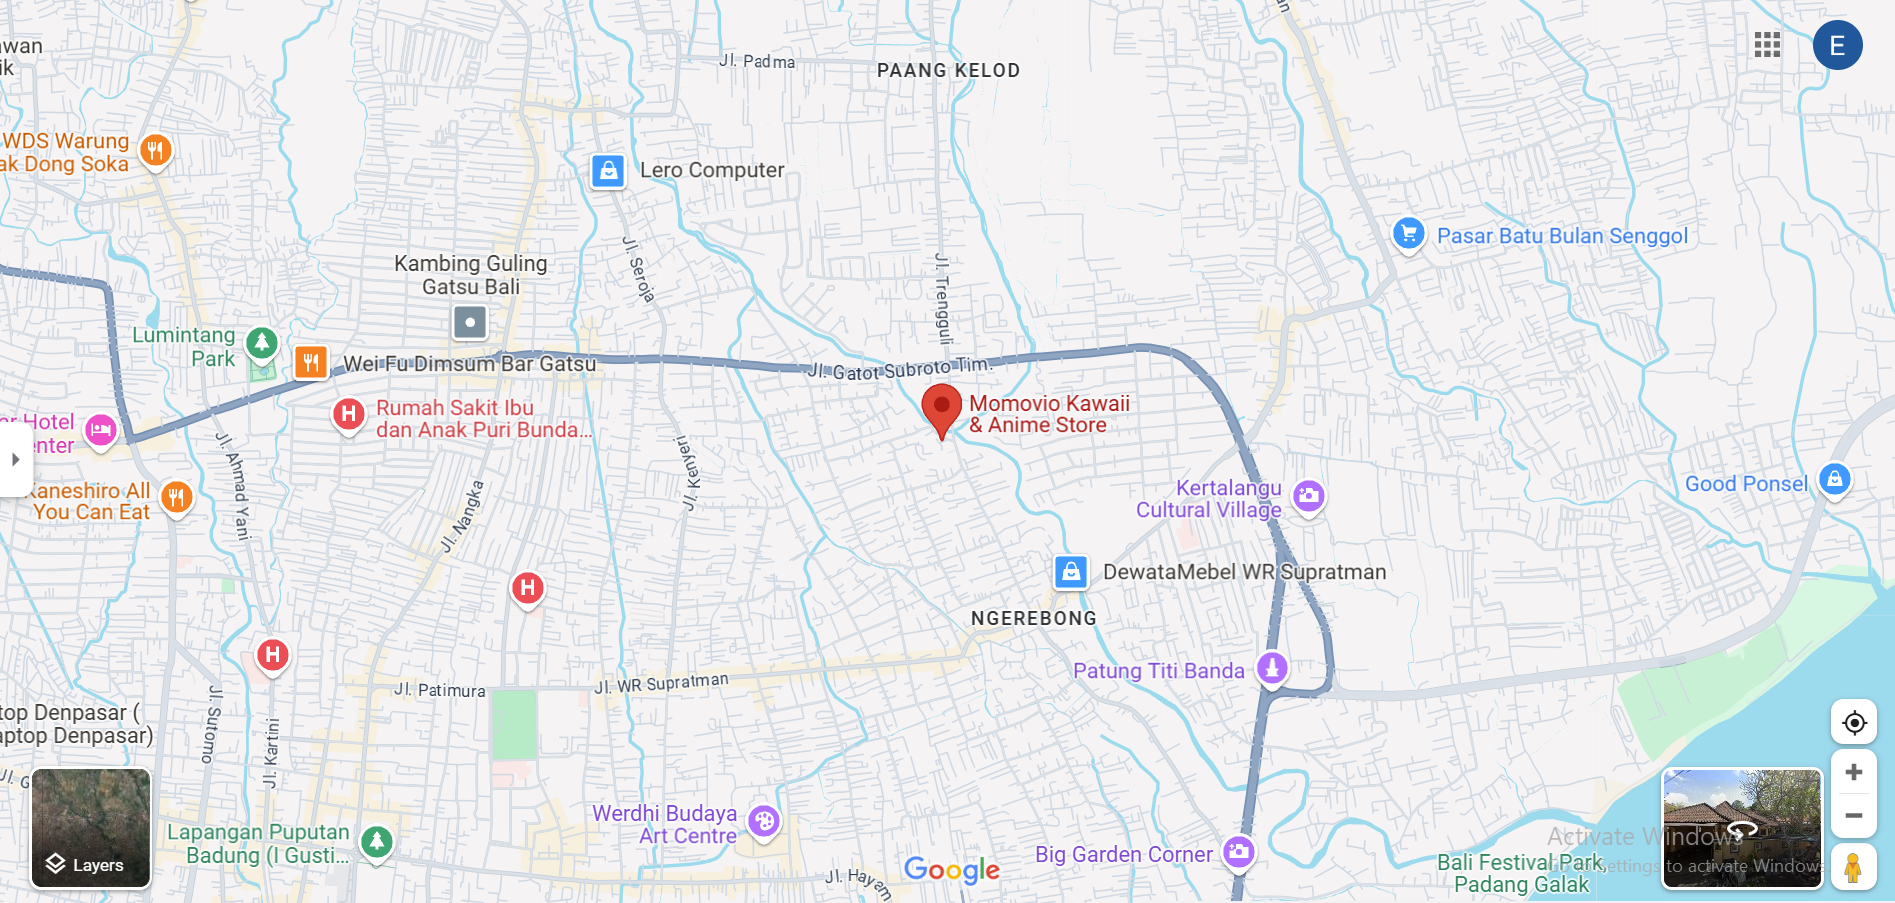 awan
ik
Jl. Padma
PAANG KELOD
E
WDS Warung
ak Dong Soka
Lero Computer
Jl. Seroja
Jl. Trengguli
Pasar Batu Bulan Senggol
Kambing Guling
Gatsu Bali
Lumintang
Park
Wei Fu Dimsum Bar Gatsu
Jl. Gatot Subroto Tim.
Momovio Kawaii
& Anime Store
H
Rumah Sakit Ibu
dan Anak Puri Bunda...
ar Hotel
enter
Jl. Ahmad Yani
Jl. Nangka
Jl. Kenyeri
Kaneshiro All
You Can Eat
Kertalangu
Cultural Village
Good Ponsel
DewataMebel WR Supratman
H
NGEREBONG
H
Patung Titi Banda
Jl. Patimura
Jl. WR Supratman
Jl. Sutomo
Jl. Kartini
top Denpasar (
aptop Denpasar)
Jl. G
Layers
Lapangan Puputan
Badung (I Gusti...
Werdhi Budaya
Art Centre
Google
Jl. Hayam
Big Garden Corner
Bali Festival Park,
Padang Galak
Activate Windows
ettings to activate Windows